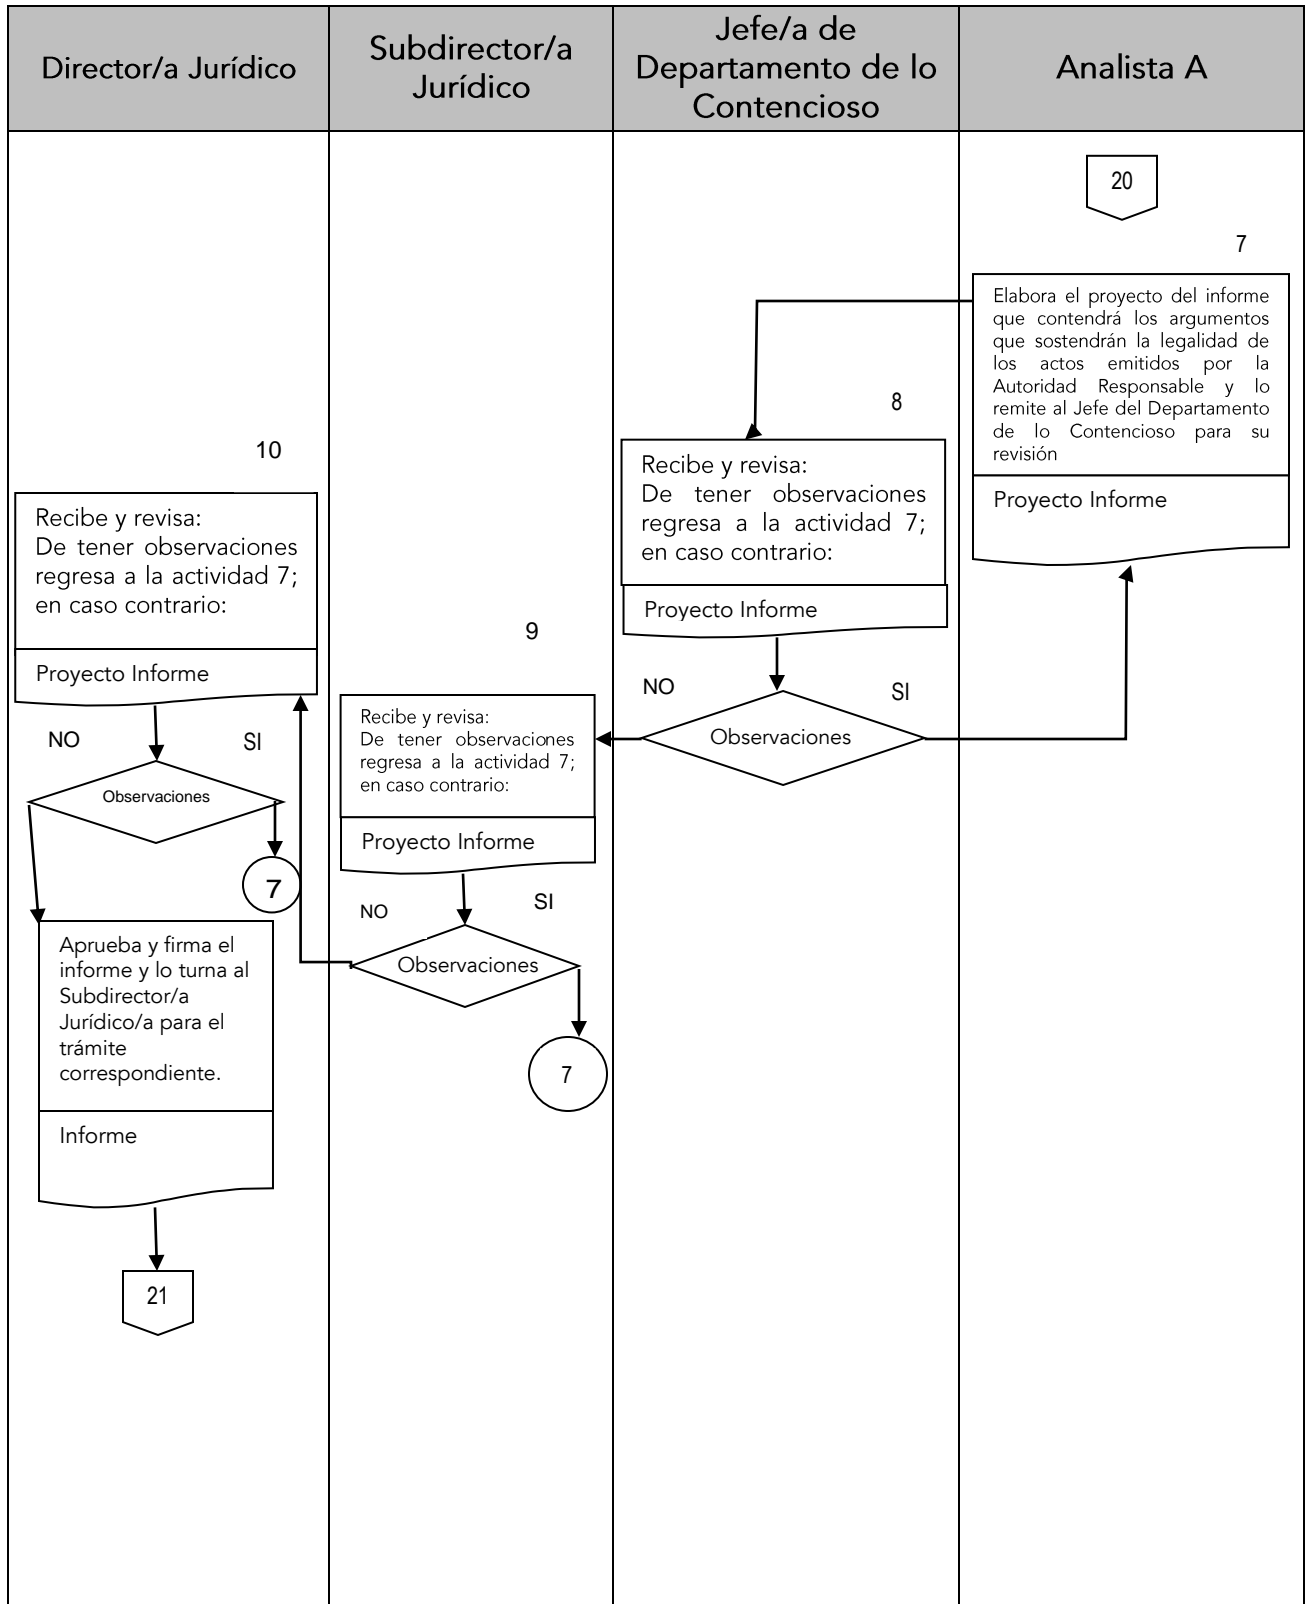 Director/a Jurídico
Subdirector/a
Jurídico
Jefe/a de
Departamento de lo
Contencioso
Analista A
20
7
Elabora el proyecto del informe
que contendrá los argumentos
que sostendrán la legalidad de
los actos emitidos por la
Autoridad Responsable y lo
remite al Jefe del Departamento
de lo Contencioso para su
revisión
Proyecto Informe
8
Recibe y revisa:
De tener observaciones
regresa a la actividad 7;
en caso contrario:
Proyecto Informe
NO
SI
Observaciones
9
Recibe y revisa:
De tener observaciones
regresa a la actividad 7;
en caso contrario:
Proyecto Informe
NO
SI
Observaciones
7
10
Recibe y revisa:
De tener observaciones
regresa a la actividad 7;
en caso contrario:
Proyecto Informe
NO
SI
Observaciones
7
Aprueba y firma el
informe y lo turna al
Subdirector/a
Jurídico/a para el
trámite
correspondiente.
Informe
21